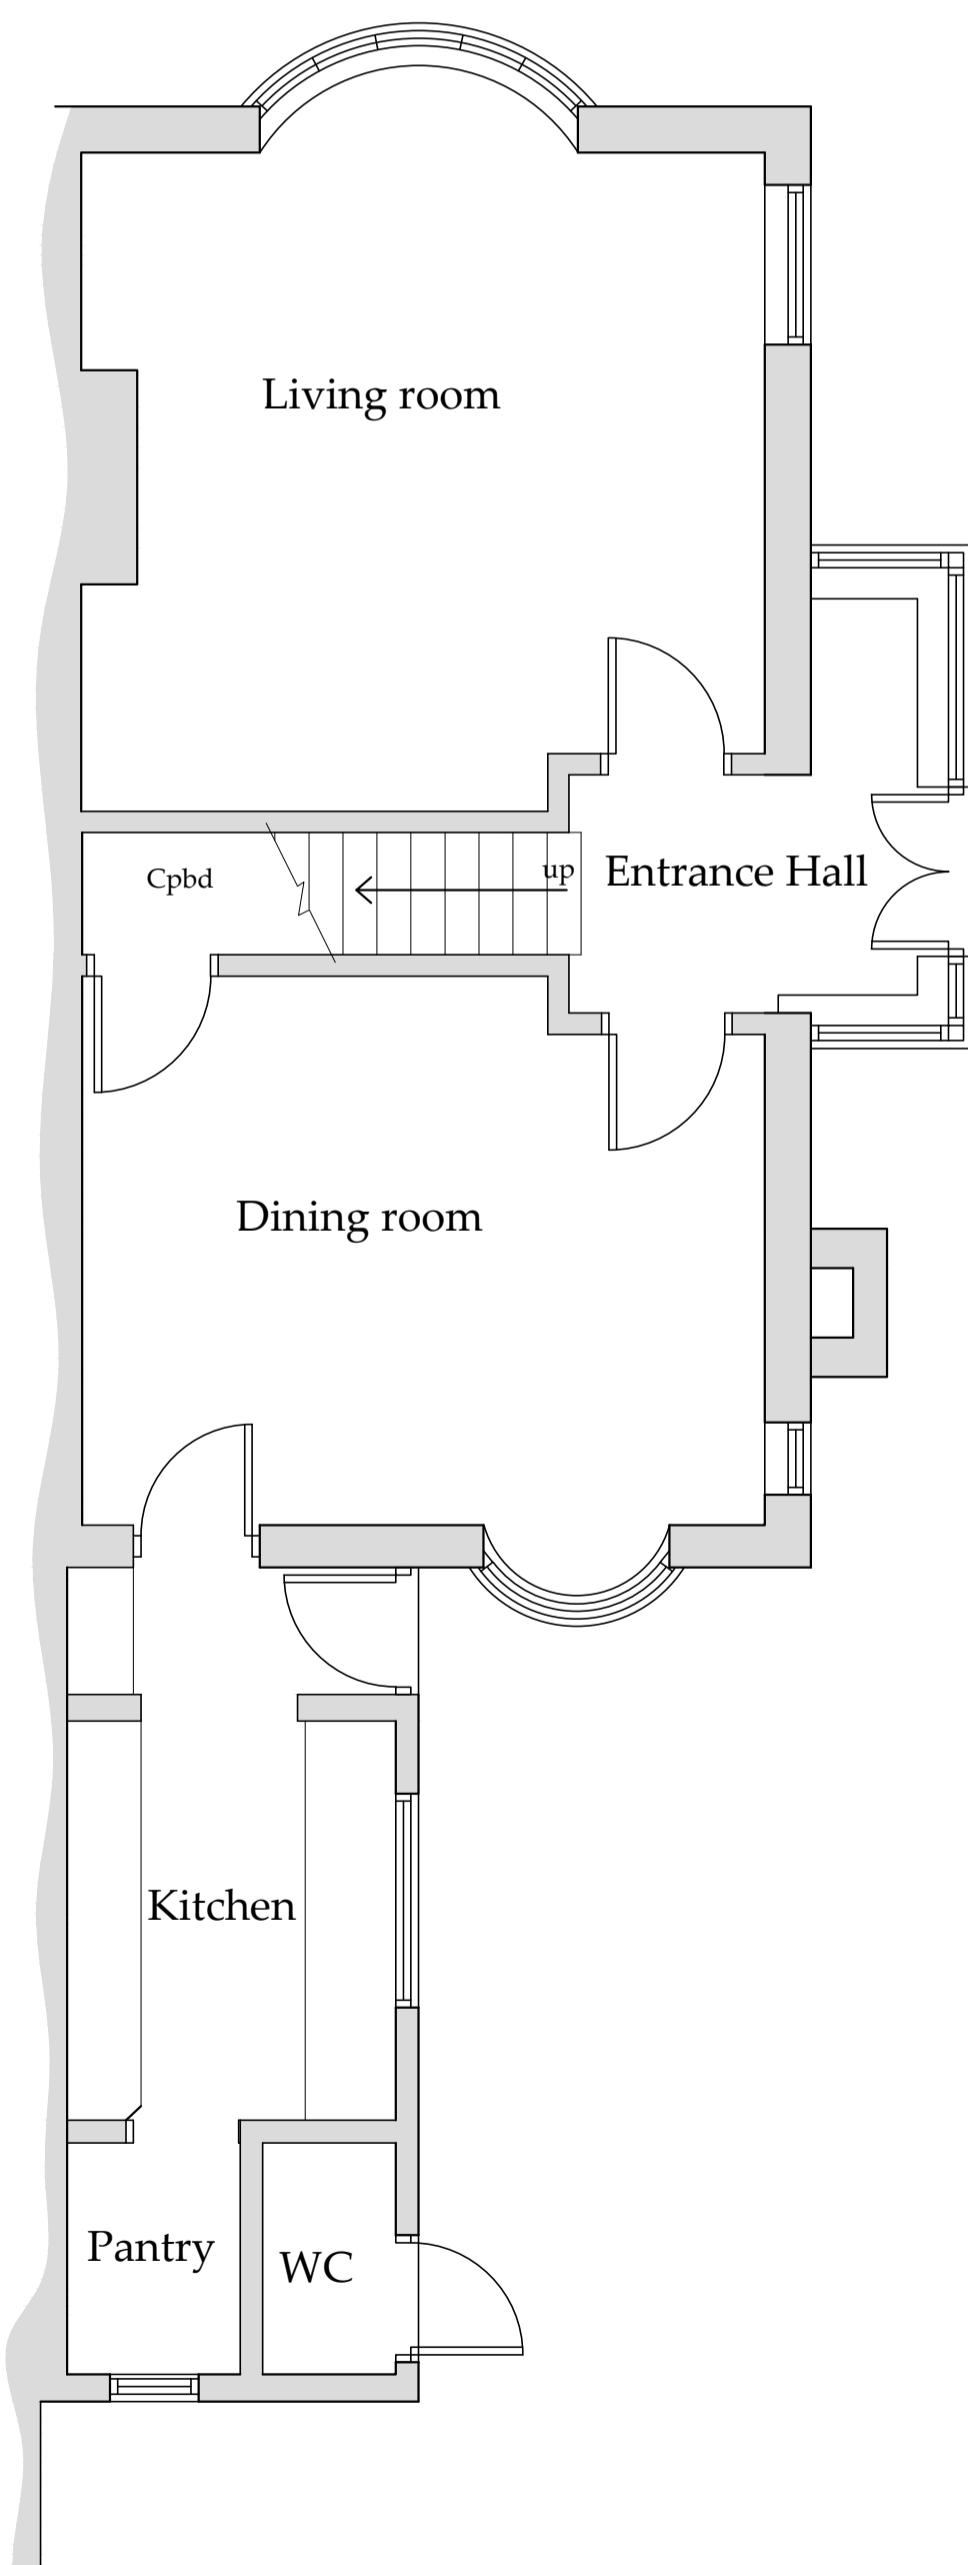 Living room
Cpbd
up
Entrance Hall
Dining room
Kitchen
Pantry
WC